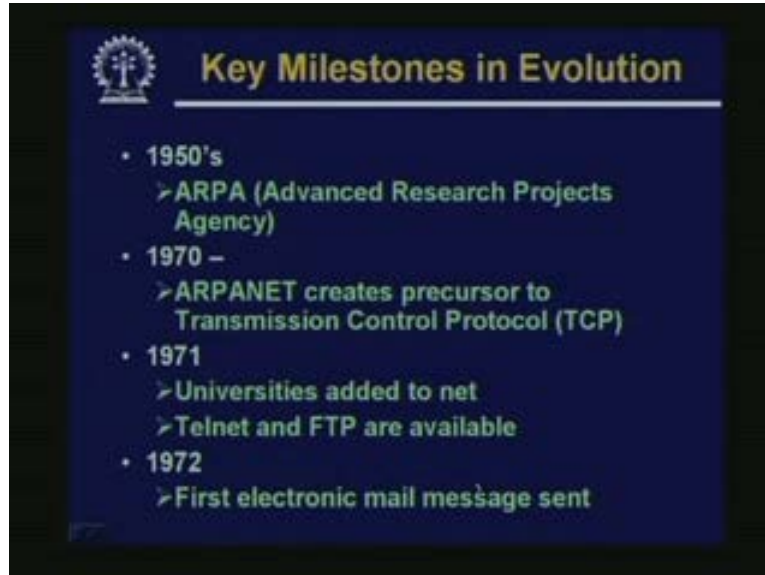 Key Milestones in Evolution
• 1950's
➢ARPA (Advanced Research Projects
Agency)
• 1970 –
➢ARPANET creates precursor to
Transmission Control Protocol (TCP)
• 1971
➢Universities added to net
➢Telnet and FTP are available
• 1972
➢First electronic mail message sent